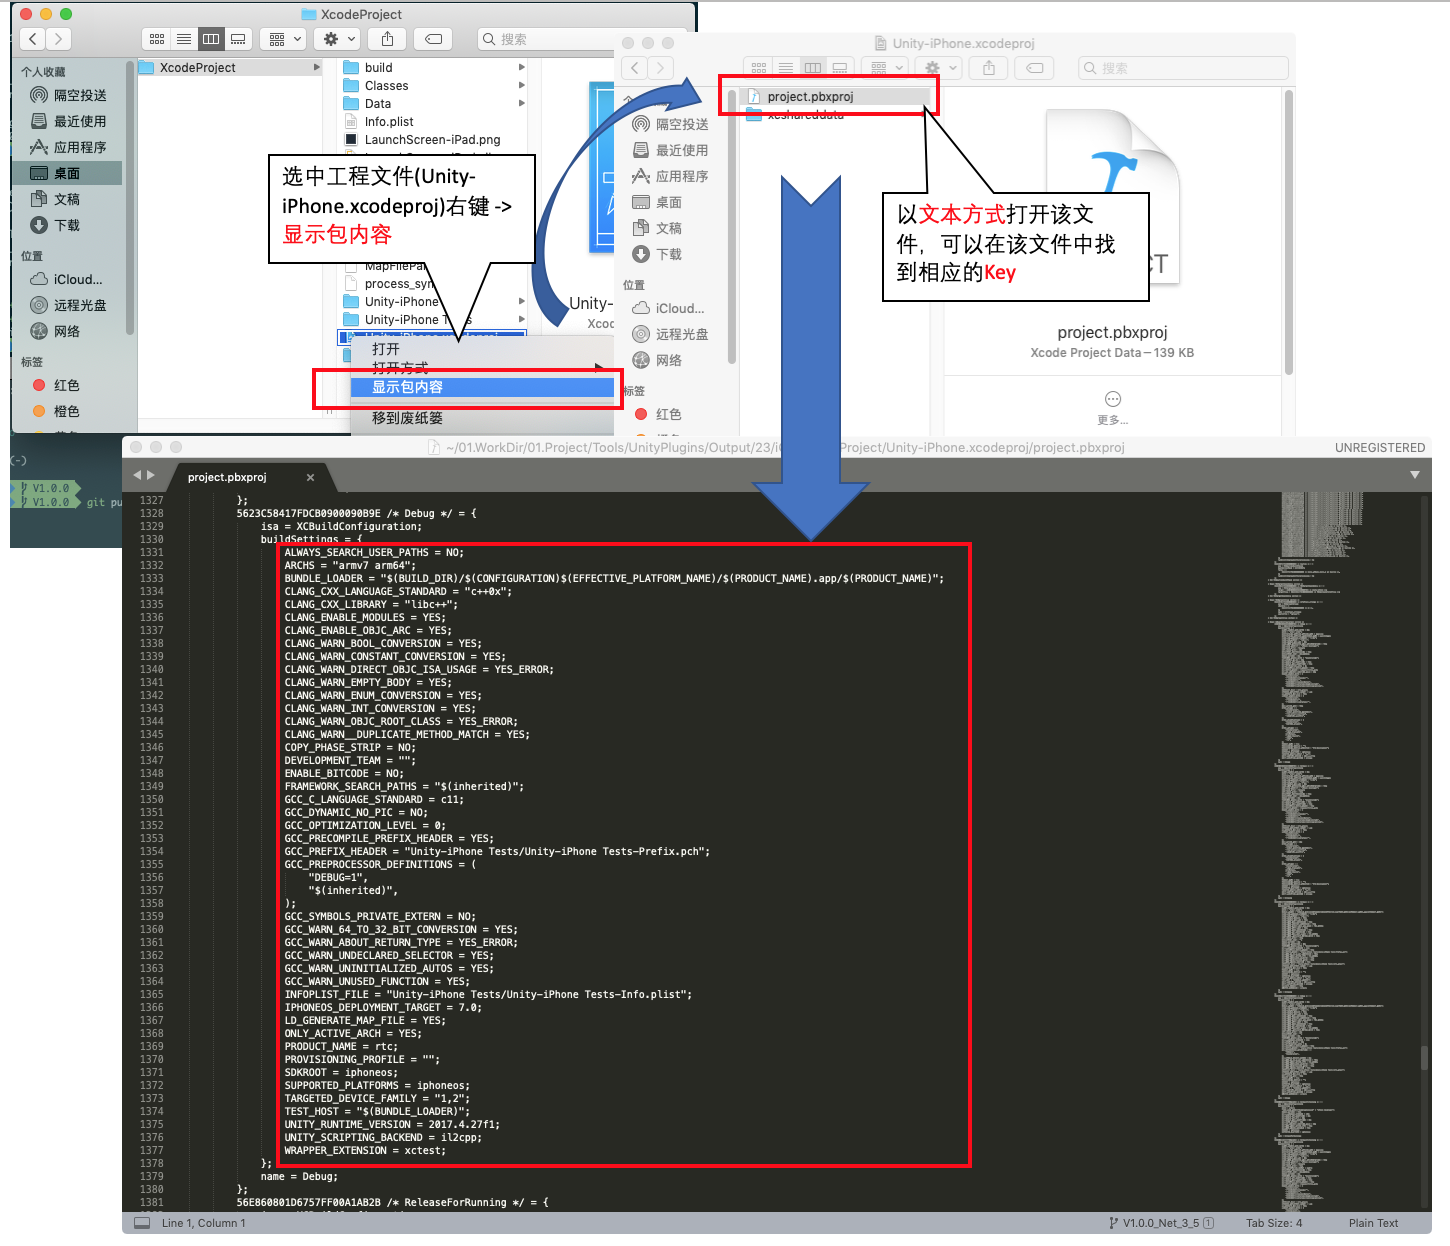 XcodeProject
搜索
个人收藏
隔空投送
最近使用
应用程序
桌面
文稿
下载
位置
iCloud...
远程光盘
网络
标签
红色
橙色
XcodeProject
build
Classes
Data
Info.plist
LaunchScreen-iPad.png
MapFilePar
process_sym
Unity-iPhone
Unity-iPhone T
Unity-
Xcoc
打开
打开方式
显示包内容
移到废纸篓
选中工程文件(Unity-
iPhone.xcodeproj)右键 ->
显示包内容
Unity-iPhone.xcodeproj
搜索
隔空投送
最近使用
应用程序
桌面
文稿
下载
位置
iCloud...
远程光盘
网络
标签
红色
project.pbxproj
xcshareddata
以文本方式打开该文
件，可以在该文件中找
到相应的Key
CT
project.pbxproj
Xcode Project Data – 139 KB
更多...
(-)
V1.0.0
V1.0.0 git pu
~/01.WorkDir/01.Project/Tools/UnityPlugins/Output/23/i Project/Unity-iPhone.xcodeproj/project.pbxproj
UNREGISTERED
project.pbxproj
1327 };
1328 5623C58417FDCB0900090B9E /* Debug */ = {
1329 isa = XCBuildConfiguration;
1330 buildSettings = {
1331 ALWAYS_SEARCH_USER_PATHS = NO;
1332 ARCHS = "armv7 arm64";
1333 BUNDLE_LOADER = "$(BUILD_DIR)/$(CONFIGURATION)$(EFFECTIVE_PLATFORM_NAME)/$(PRODUCT_NAME).app/$(PRODUCT_NAME)";
1334 CLANG_CXX_LANGUAGE_STANDARD = "c++0x";
1335 CLANG_CXX_LIBRARY = "libc++";
1336 CLANG_ENABLE_MODULES = YES;
1337 CLANG_ENABLE_OBJC_ARC = YES;
1338 CLANG_WARN_BOOL_CONVERSION = YES;
1339 CLANG_WARN_CONSTANT_CONVERSION = YES;
1340 CLANG_WARN_DIRECT_OBJC_ISA_USAGE = YES_ERROR;
1341 CLANG_WARN_EMPTY_BODY = YES;
1342 CLANG_WARN_ENUM_CONVERSION = YES;
1343 CLANG_WARN_INT_CONVERSION = YES;
1344 CLANG_WARN_OBJC_ROOT_CLASS = YES_ERROR;
1345 CLANG_WARN__DUPLICATE_METHOD_MATCH = YES;
1346 COPY_PHASE_STRIP = NO;
1347 DEVELOPMENT_TEAM = "";
1348 ENABLE_BITCODE = NO;
1349 FRAMEWORK_SEARCH_PATHS = "$(inherited)";
1350 GCC_C_LANGUAGE_STANDARD = c11;
1351 GCC_DYNAMIC_NO_PIC = NO;
1352 GCC_OPTIMIZATION_LEVEL = 0;
1353 GCC_PRECOMPILE_PREFIX_HEADER = YES;
1354 GCC_PREFIX_HEADER = "Unity-iPhone Tests/Unity-iPhone Tests-Prefix.pch";
1355 GCC_PREPROCESSOR_DEFINITIONS = (
1356 "DEBUG=1",
1357 "$(inherited)",
1358 );
1359 GCC_SYMBOLS_PRIVATE_EXTERN = NO;
1360 GCC_WARN_64_TO_32_BIT_CONVERSION = YES;
1361 GCC_WARN_ABOUT_RETURN_TYPE = YES_ERROR;
1362 GCC_WARN_UNDECLARED_SELECTOR = YES;
1363 GCC_WARN_UNINITIALIZED_AUTOS = YES;
1364 GCC_WARN_UNUSED_FUNCTION = YES;
1365 INFOPLIST_FILE = "Unity-iPhone Tests/Unity-iPhone Tests-Info.plist";
1366 IPHONEOS_DEPLOYMENT_TARGET = 7.0;
1367 LD_GENERATE_MAP_FILE = YES;
1368 ONLY_ACTIVE_ARCH = YES;
1369 PRODUCT_NAME = rtc;
1370 PROVISIONING_PROFILE = "";
1371 SDKROOT = iphoneos;
1372 SUPPORTED_PLATFORMS = iphoneos;
1373 TARGETED_DEVICE_FAMILY = "1,2";
1374 TEST_HOST = "$(BUNDLE_LOADER)";
1375 UNITY_RUNTIME_VERSION = 2017.4.27f1;
1376 UNITY_SCRIPTING_BACKEND = il2cpp;
1377 WRAPPER_EXTENSION = xctest;
1378 };
1379 name = Debug;
1380 };
1381 56E860801D6757FF00A1AB2B /* ReleaseForRunning */ = {
Line 1, Column 1
V1.0.0_Net_3_5 1
Tab Size: 4
Plain Text